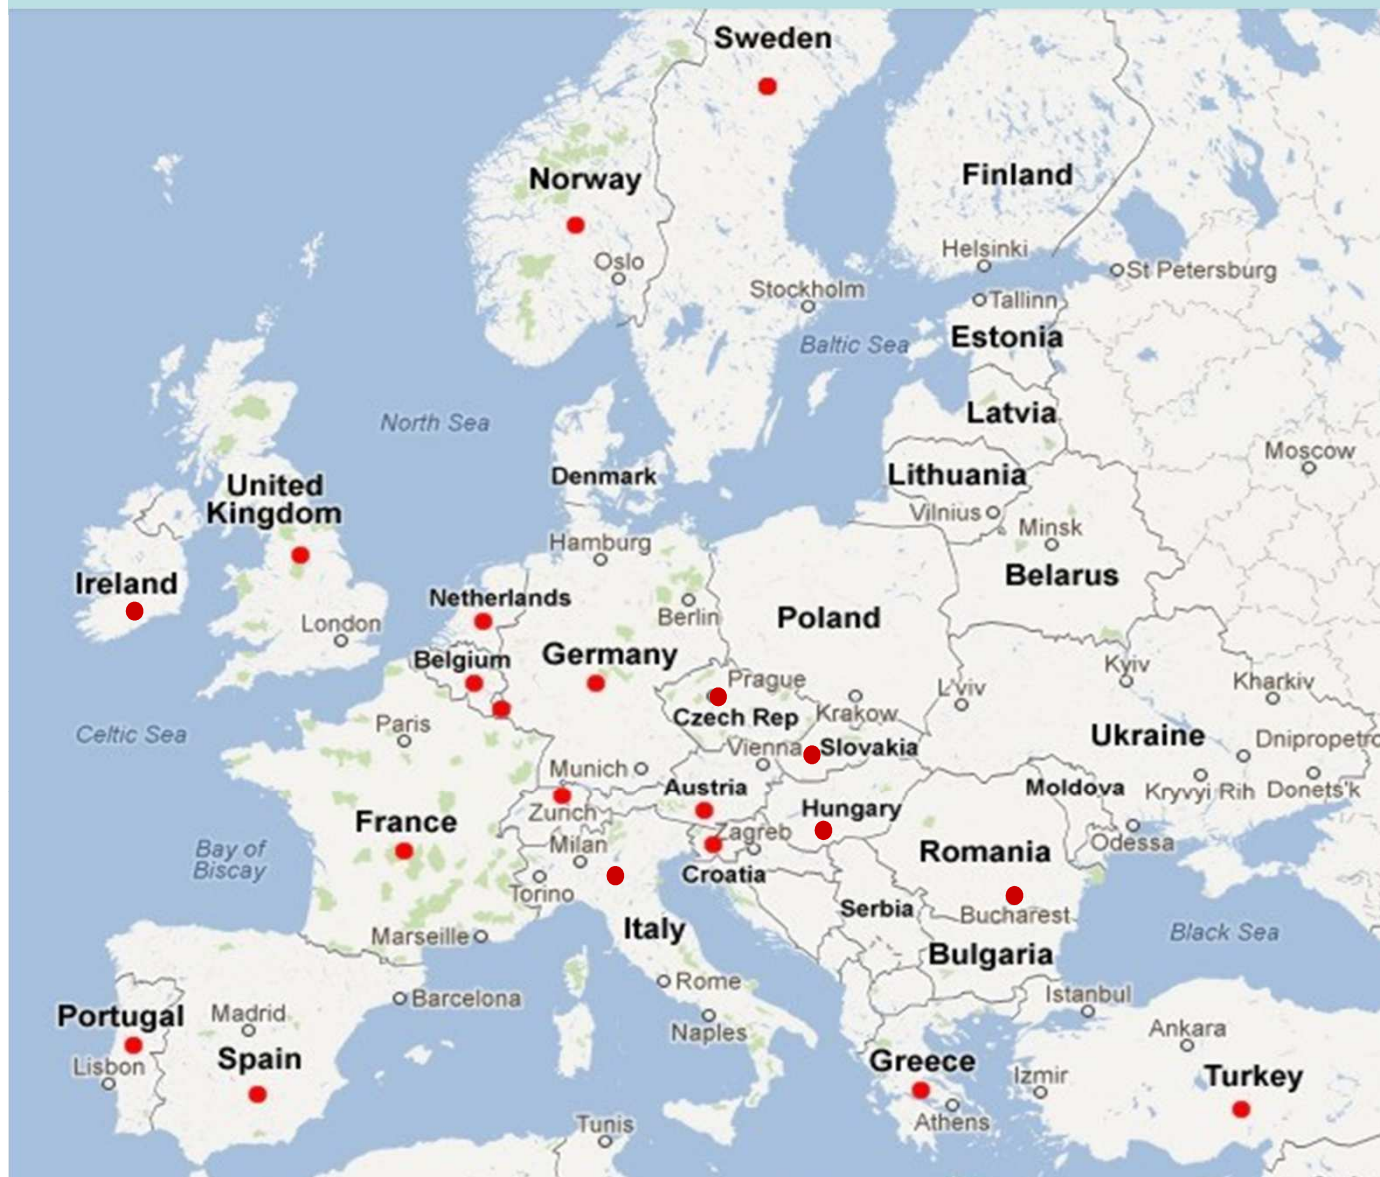 Sweden
Norway
Finland
Oslo
Helsinki
St Petersburg
Stockholm
Tallinn
Estonia
Baltic Sea
North Sea
Latvia
Moscow
Denmark
Lithuania
United
Kingdom
Vilnius
Minsk
Hamburg
Ireland
Belarus
Netherlands
London
Berlin
Poland
Belgium
Germany
Kyiv
Prague
L'viv
Kharkiv
Paris
Czech Rep
Krakow
Celtic Sea
Ukraine
Dnipropetro
Vienna
Slovakia
Munich
Austria
Moldova
Kryvyi Rih
Donets'k
Zurich
Hungary
France
Zagreb
Milan
Odessa
Bay of
Biscay
Romania
Croatia
Torino
Serbia
Bucharest
Italy
Marseille
Black Sea
Bulgaria
Rome
Barcelona
Istanbul
Portugal
Madrid
Naples
Ankara
Lisbon
Spain
Greece
Izmir
Turkey
Athens
Tunis